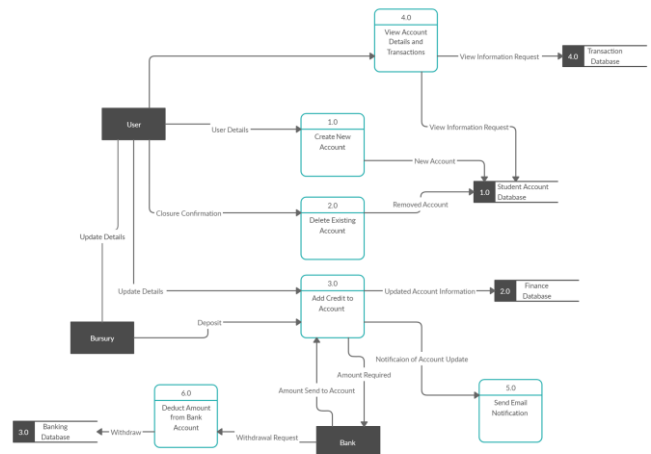 4.0
View Account
Details and
Transactions
View Information Request
4.0
Transaction
Database
User
User Details
1.0
Create New
Account
View Information Request
New Account
1.0
Student Account
Database
Closure Confirmation
2.0
Delete Existing
Account
Removed Account
Update Details
Update Details
3.0
Add Credit to
Account
Updated Account Information
2.0
Finance
Database
Bursury
Deposit
Notificaion of Account Update
Amount Required
Amount Send to Account
5.0
Send Email
Notification
6.0
Deduct Amount
from Bank
Account
3.0
Banking
Database
Withdraw
Withdrawal Request
Bank